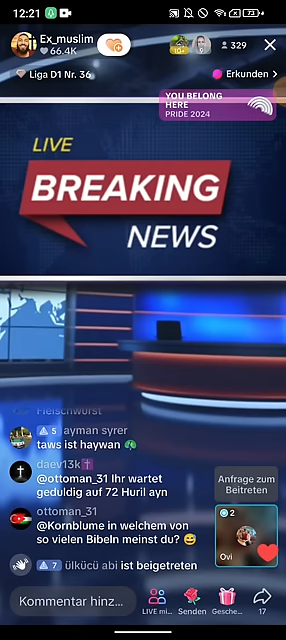 12:21
73
Ex_muslim
66.4K
329
Liga D1 Nr. 36
Erkunden
YOU BELONG
HERE
PRIDE 2024
LIVE
BREAKING
NEWS
Fleischwurst
5 ayman syrer
taws ist haywan
daev13k
@ottoman_31 Ihr wartet
geduldig auf 72 Huril ayn
Anfrage zum
Beitreten
ottoman_31
@Kornblume in welchem von
so vielen Bibeln meinst du?
2
Ovi
7 ülkücü abi ist beigetreten
Kommentar hinz...
LIVE mi...
Senden
Gesche...
17